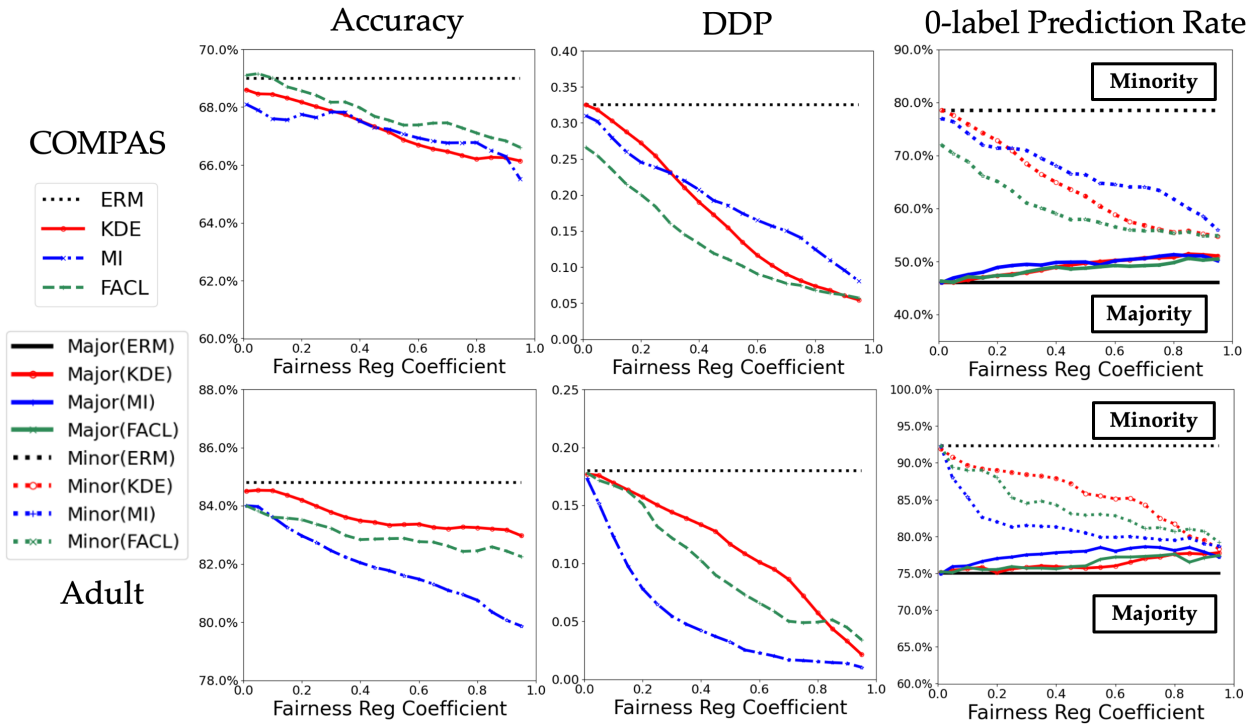 Accuracy
DDP
0-label Prediction Rate
COMPAS
ERM
KDE
MI
FACL
70.0%
68.0%
66.0%
64.0%
62.0%
60.0%
0.0
0.2
0.4
0.6
0.8
1.0
Fairness Reg Coefficient
0.40
0.35
0.30
0.25
0.20
0.15
0.10
0.05
0.00
0.0
0.2
0.4
0.6
0.8
1.0
Fairness Reg Coefficient
90.0%
80.0%
70.0%
60.0%
50.0%
40.0%
Minority
Majority
0.0
0.2
0.4
0.6
0.8
1.0
Fairness Reg Coefficient
Major(ERM)
Major(KDE)
Major(MI)
Major(FACL)
Minor(ERM)
Minor(KDE)
Minor(MI)
Minor(FACL)
Adult
88.0%
86.0%
84.0%
82.0%
80.0%
78.0%
0.0
0.2
0.4
0.6
0.8
1.0
Fairness Reg Coefficient
0.25
0.20
0.15
0.10
0.05
0.00
0.0
0.2
0.4
0.6
0.8
1.0
Fairness Reg Coefficient
100.0%
95.0%
90.0%
85.0%
80.0%
75.0%
70.0%
65.0%
60.0%
Minority
Majority
0.0
0.2
0.4
0.6
0.8
1.0
Fairness Reg Coefficient